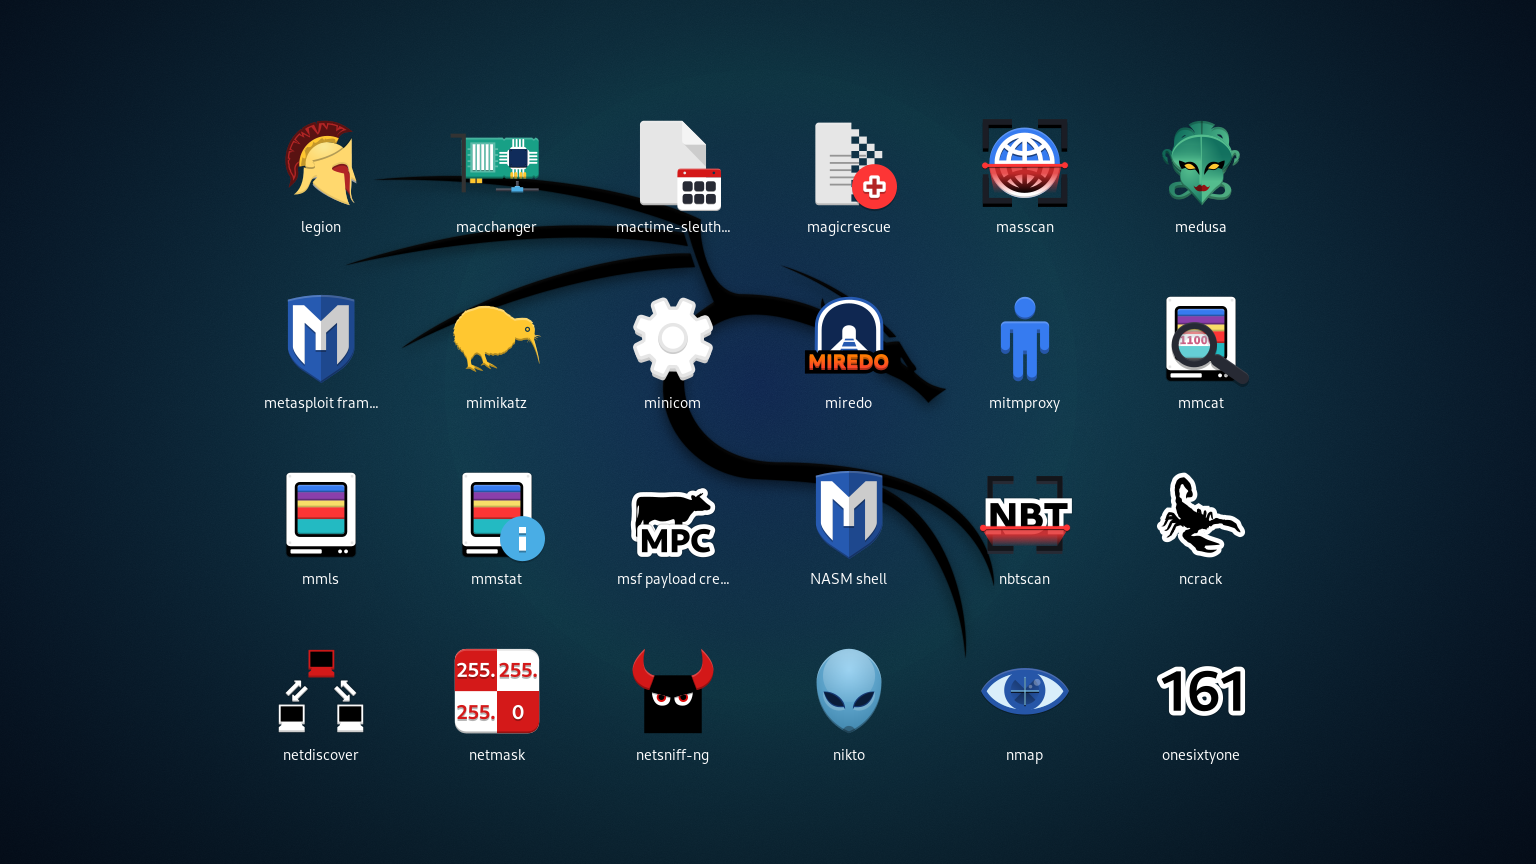 legion
macchanger
mactime-sleuth...
magicrescue
masscan
medusa
MIREDO
1100
metasploit fram...
mimikatz
minicom
miredo
mitmproxy
mmcat
MPC
NBT
mmls
mmstat
msf payload cre...
NASM shell
nbtscan
ncrack
255. 255.
255. 0
161
netdiscover
netmask
netsniff-ng
nikto
nmap
onesixtyone